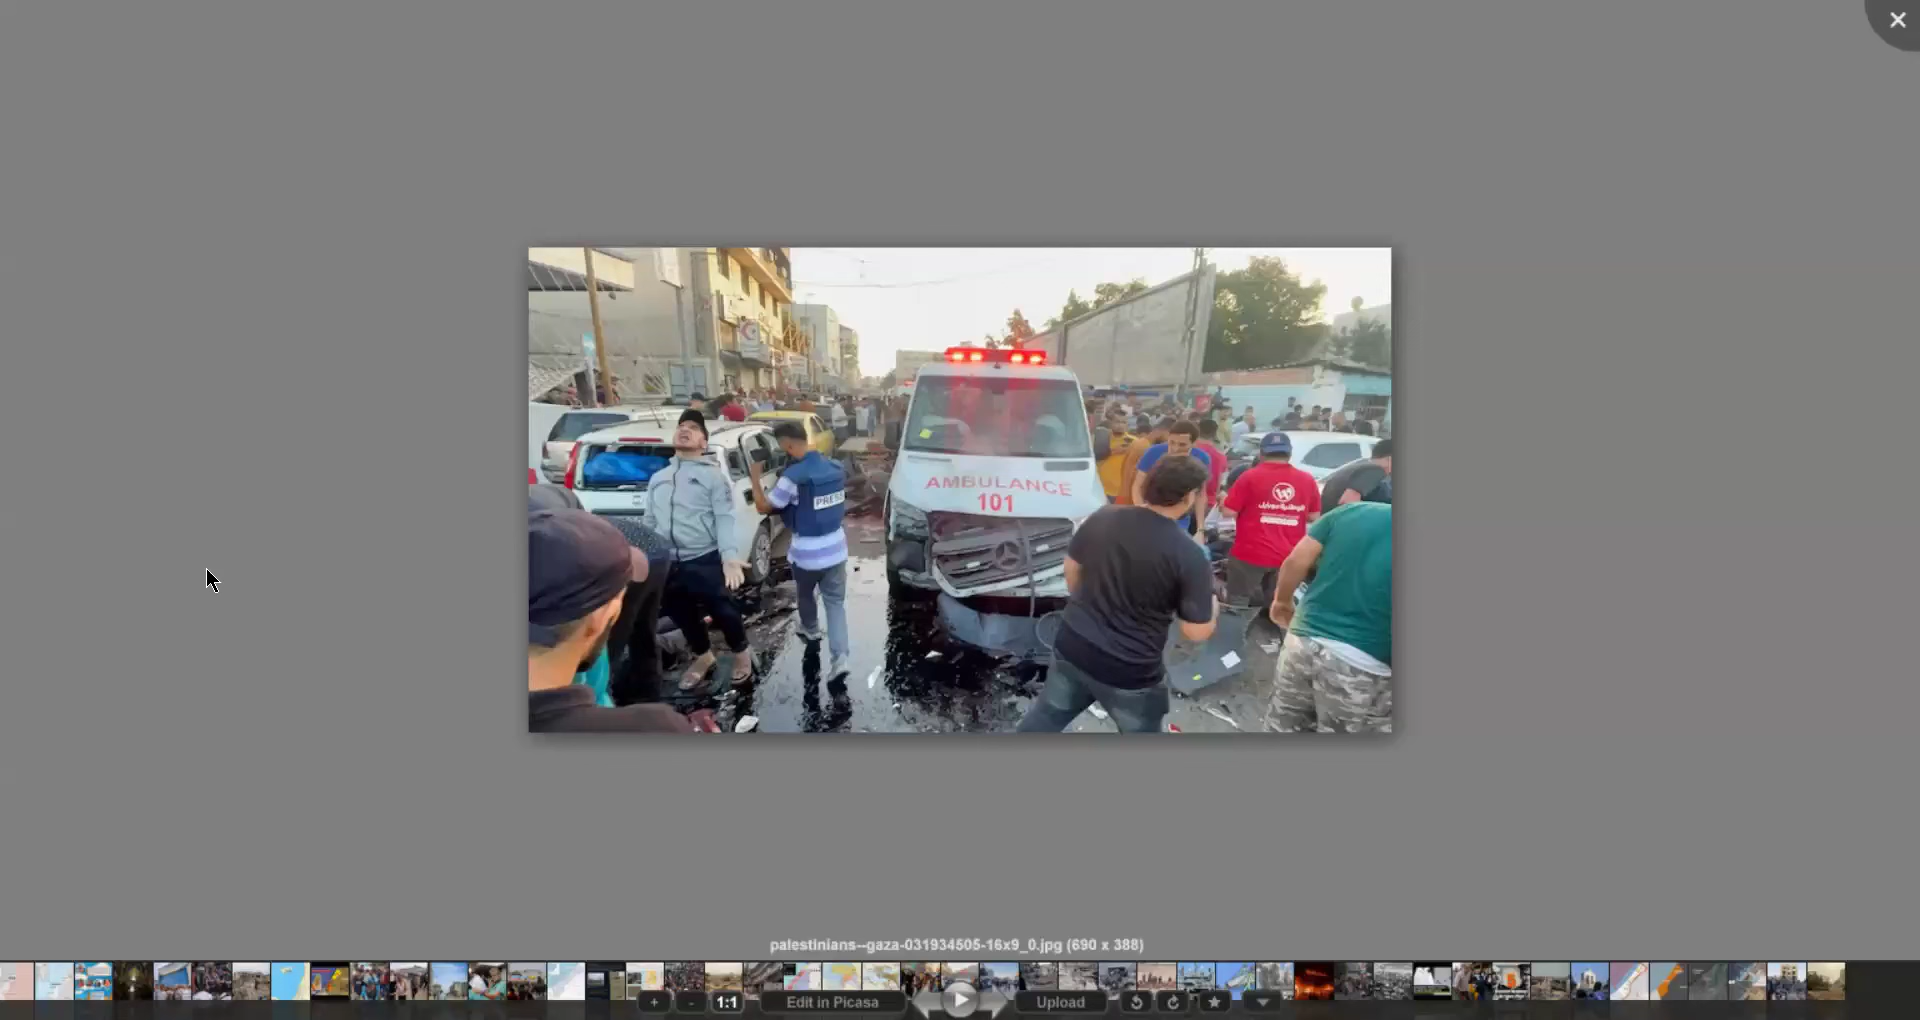 PRESS
AMBULANCE
101
palestinians--gaza-031934505-16x9_0.jpg (690 x 388)
+
-
1:1
Edit in Picasa
Upload